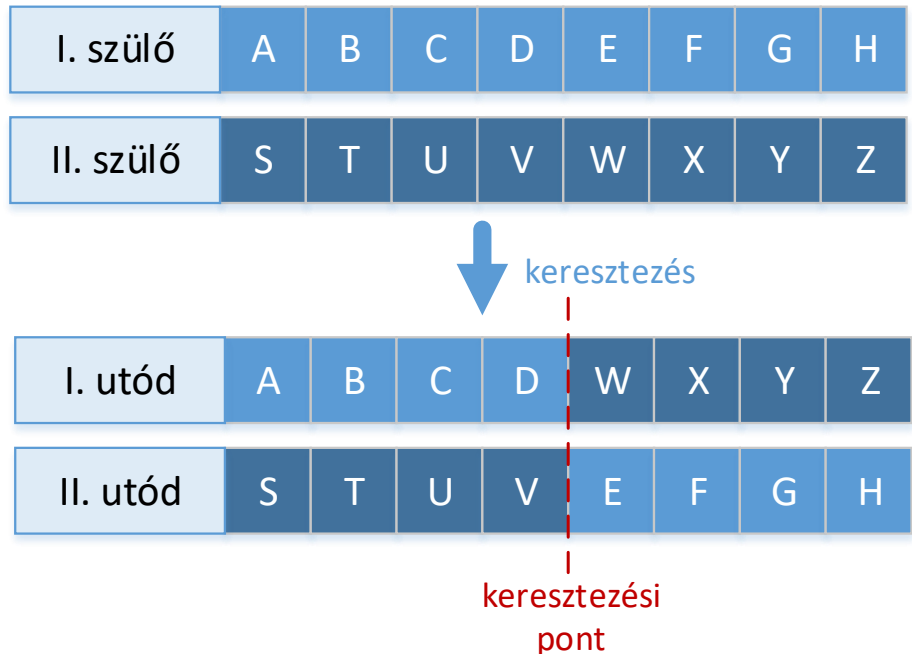 I. szülő A B C D E F G H
II. szülő S T U V W X Y Z
keresztezés
I. utód A B C D W X Y Z
II. utód S T U V E F G H
keresztezési
pont